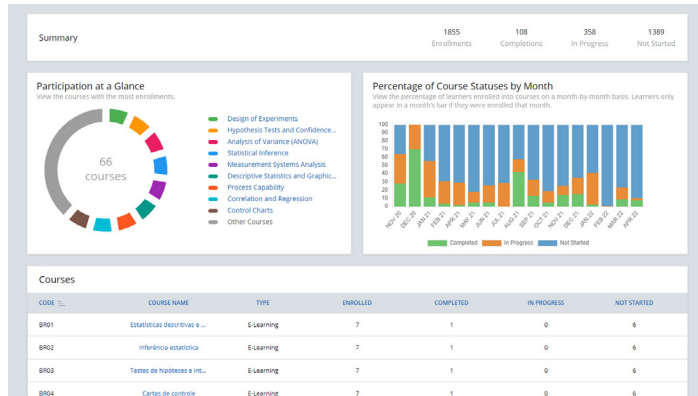 Summary
1855 108 358 1389
Enrollments Completions In Progress Not Started
Participation at a Glance
View the courses with the most enrollments.
66
courses
Design of Experiments
Hypothesis Tests and Confidence...
Analysis of Variance (ANOVA)
Statistical Inference
Measurement Systems Analysis
Descriptive Statistics and Graphic...
Process Capability
Correlation and Regression
Control Charts
Other Courses
Percentage of Course Statuses by Month
View the percentage of learners enrolled into courses on a month-by-month basis. Learners only
appear in a month's bar if they were enrolled that month.
100
90
80
70
60
50
40
30
20
10
0
NOV 20 DEC 20 JAN 21 FEB 21 APR 21 MAY 21 JUN 21 JUL 21 AUG 21 SEP 21 OCT 21 NOV 21 DEC 21 JAN 22 FEB 22 MAR 22 APR 22
Completed In Progress Not Started
Courses
CODE COURSE NAME TYPE ENROLLED COMPLETED IN PROGRESS NOT STARTED
BR01 Estatísticas descritivas e ... E-Learning 7 1 0 6
BR02 Inferência estatística E-Learning 7 1 0 6
BR03 Testes de hipóteses e int... E-Learning 7 1 0 6
BR04 Cartas de controle E-Learning 7 1 0 6